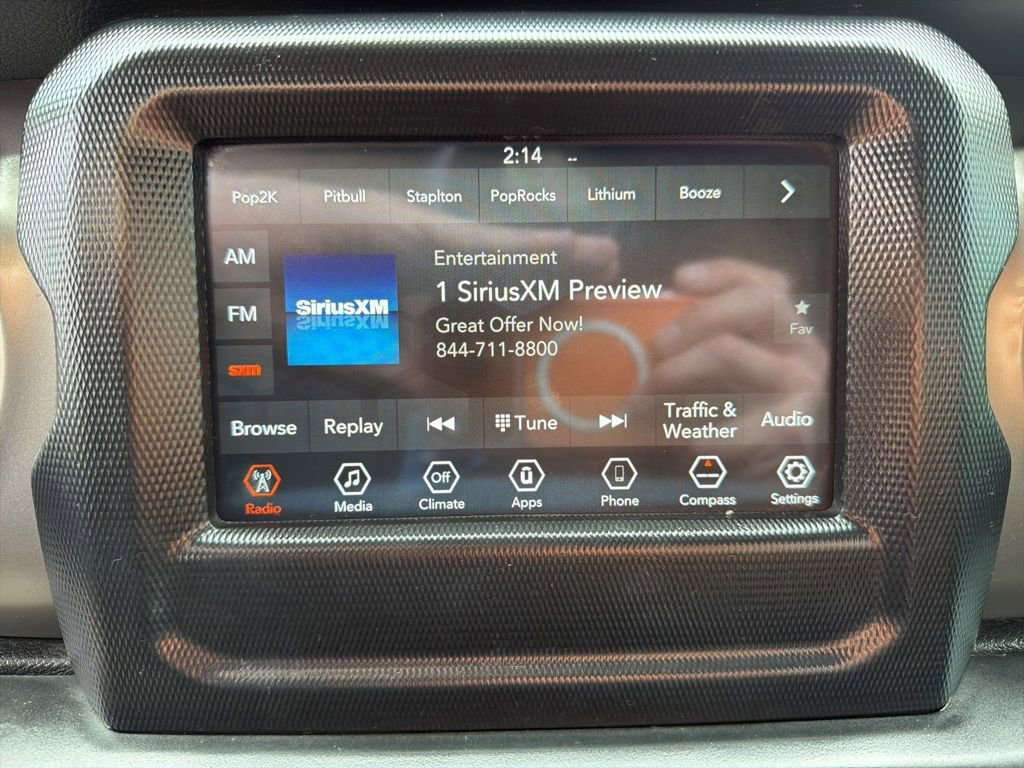 2:14 --
Pop2K Pitbull Staplton PopRocks Lithium Booze
AM
FM
sxm
SiriusXM
Entertainment
1 SiriusXM Preview
Great Offer Now!
844-711-8800
Fav
Browse Replay Tune Traffic & Weather Audio
Radio Media Off Climate ū Apps Phone Compass Settings